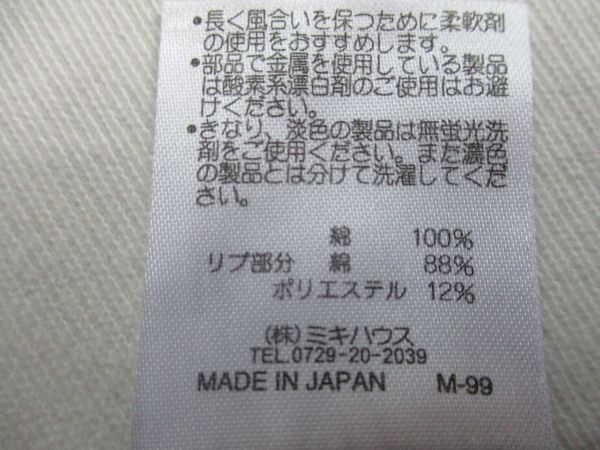 •長く風合いを保つために柔軟剤
の使用をおすすめします。
•部品で金属を使用している製品
は酸素系漂白剤のご使用はお避
けください。
•きなり、淡色の製品は無蛍光洗
剤をご使用ください。また濃色
の製品とは分けて洗濯してくだ
さい。
綿 100%
リブ部分 綿 88%
ポリエステル 12%
(株)ミキハウス
TEL.0729-20-2039
MADE IN JAPAN M-99